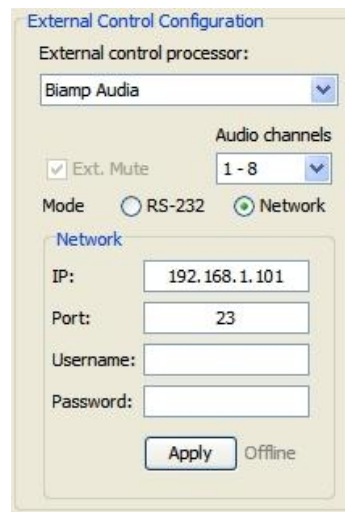 External Control Configuration
External control processor:
Biamp Audia
Audio channels
Ext. Mute
1 - 8
Mode RS-232 Network
Network
IP: 192.168.1.101
Port: 23
Username:
Password:
Apply Offline